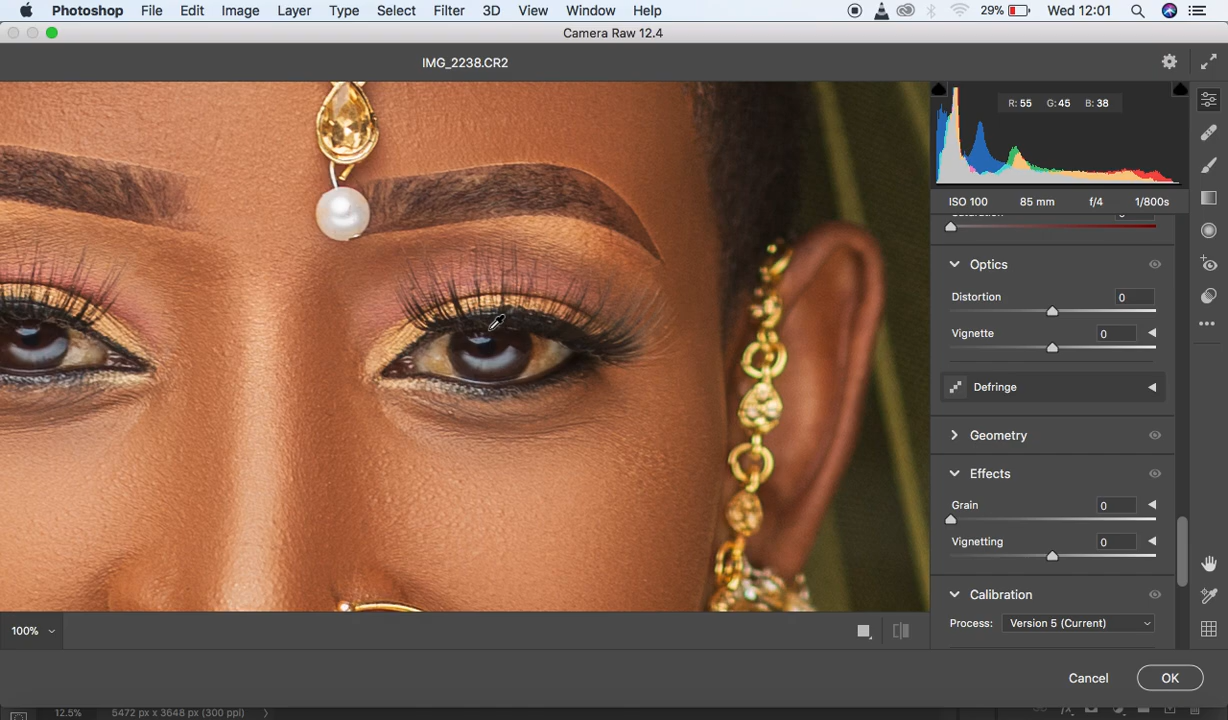 Photoshop File Edit Image Layer Type Select Filter 3D View Window Help 29% Wed 12:01
Camera Raw 12.4
IMG_2238.CR2
R: 55 G: 45 B: 38
ISO 100 85 mm f/4 1/800s
Optics
Distortion 0
Vignette 0
Defringe
Geometry
Effects
Grain 0
Vignetting 0
Calibration
Process: Version 5 (Current)
100%
Cancel OK
12.5% 5472 px x 3648 px (300 ppi)